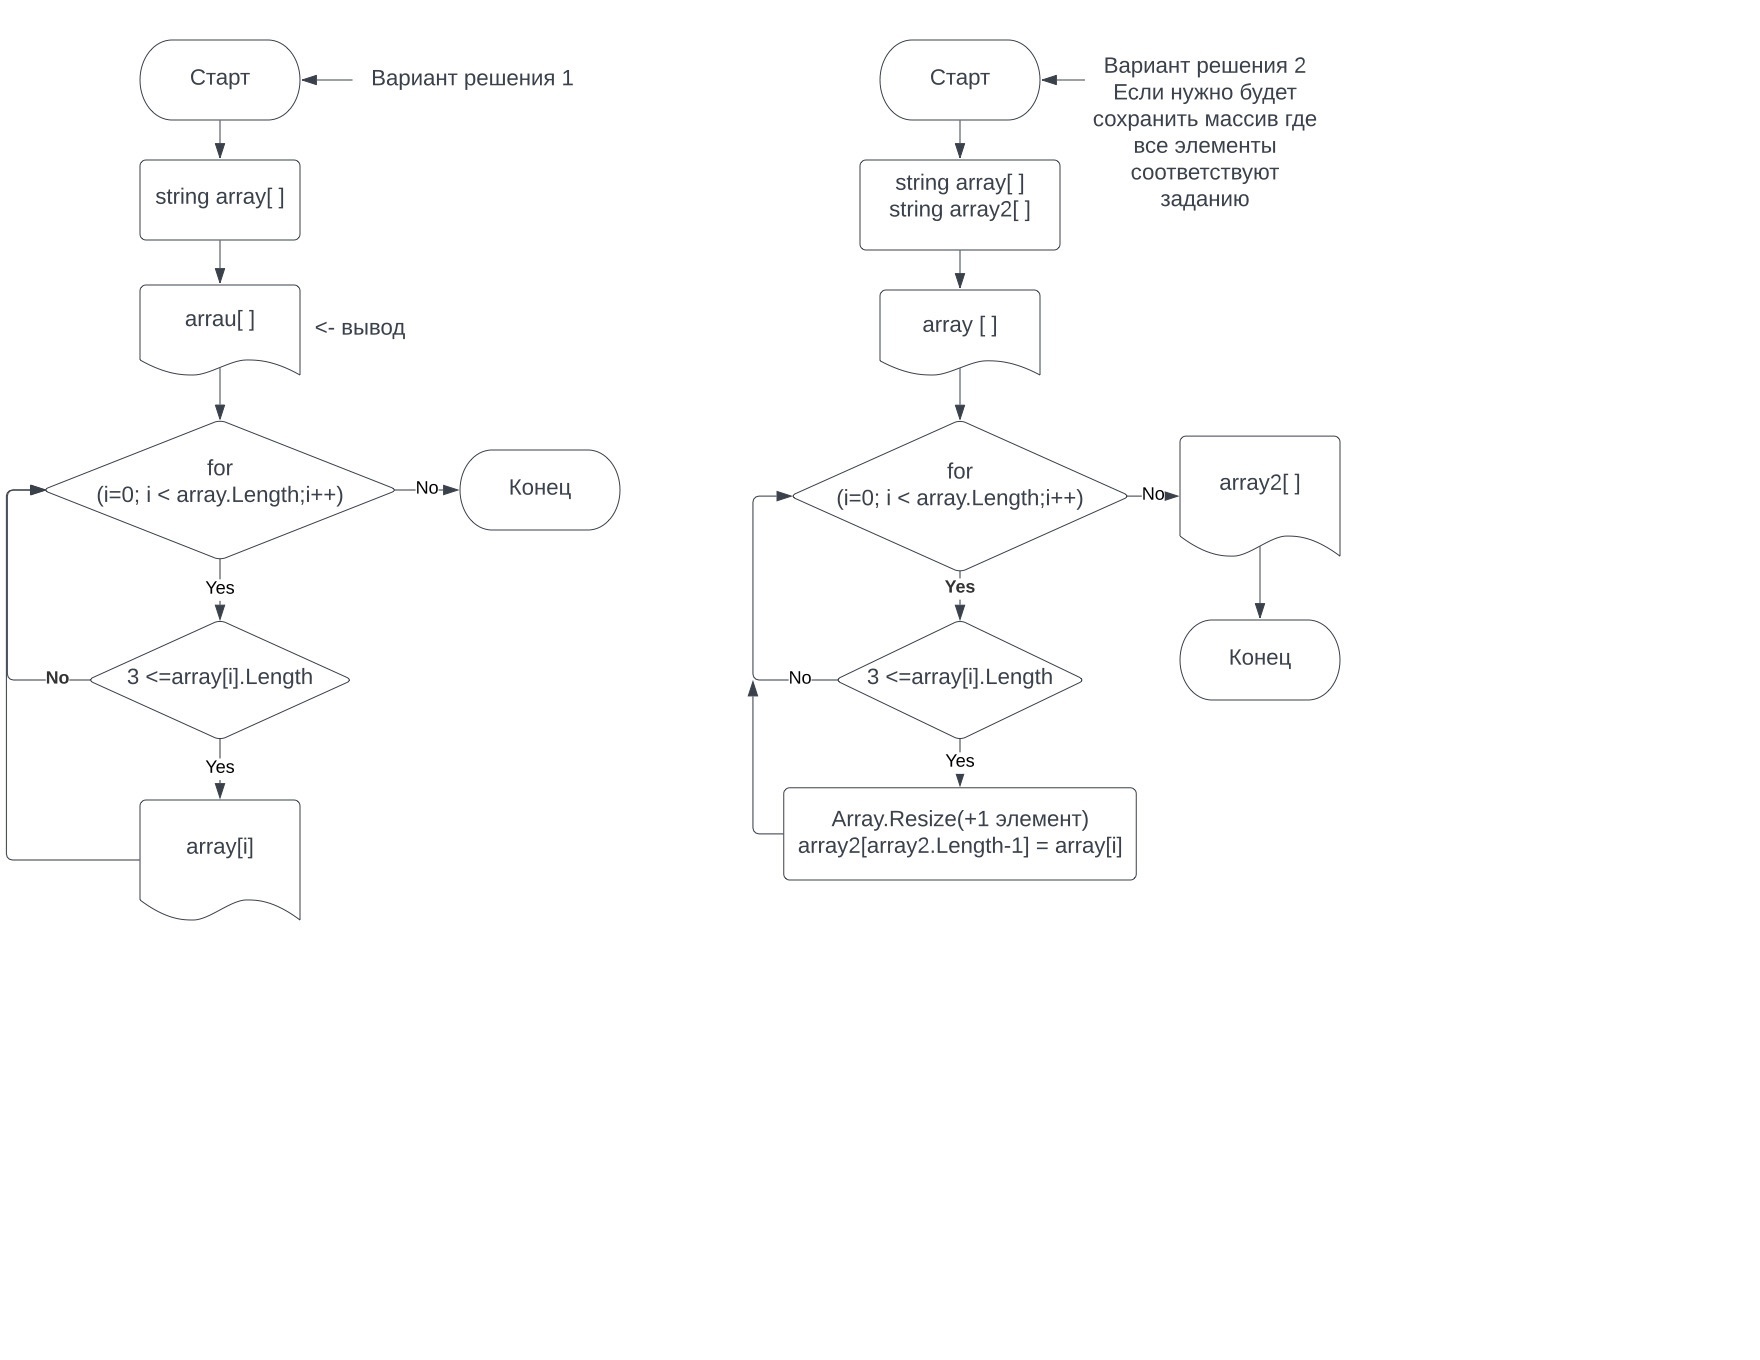 Старт
Вариант решения 1
string array[ ]
arrau[ ]
<- вывод
for
(i=0; i < array.Length;i++)
No
Конец
Yes
3 <=array[i].Length
No
Yes
array[i]
Старт
Вариант решения 2
Если нужно будет
сохранить массив где
все элементы
соответствуют
заданию
string array[ ]
string array2[ ]
array [ ]
for
(i=0; i < array.Length;i++)
No
array2[ ]
Конец
Yes
3 <=array[i].Length
No
Yes
Array.Resize(+1 элемент)
array2[array2.Length-1] = array[i]